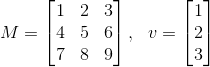 M = [1 2 3; 4 5 6; 7 8 9], v = [1; 2; 3]